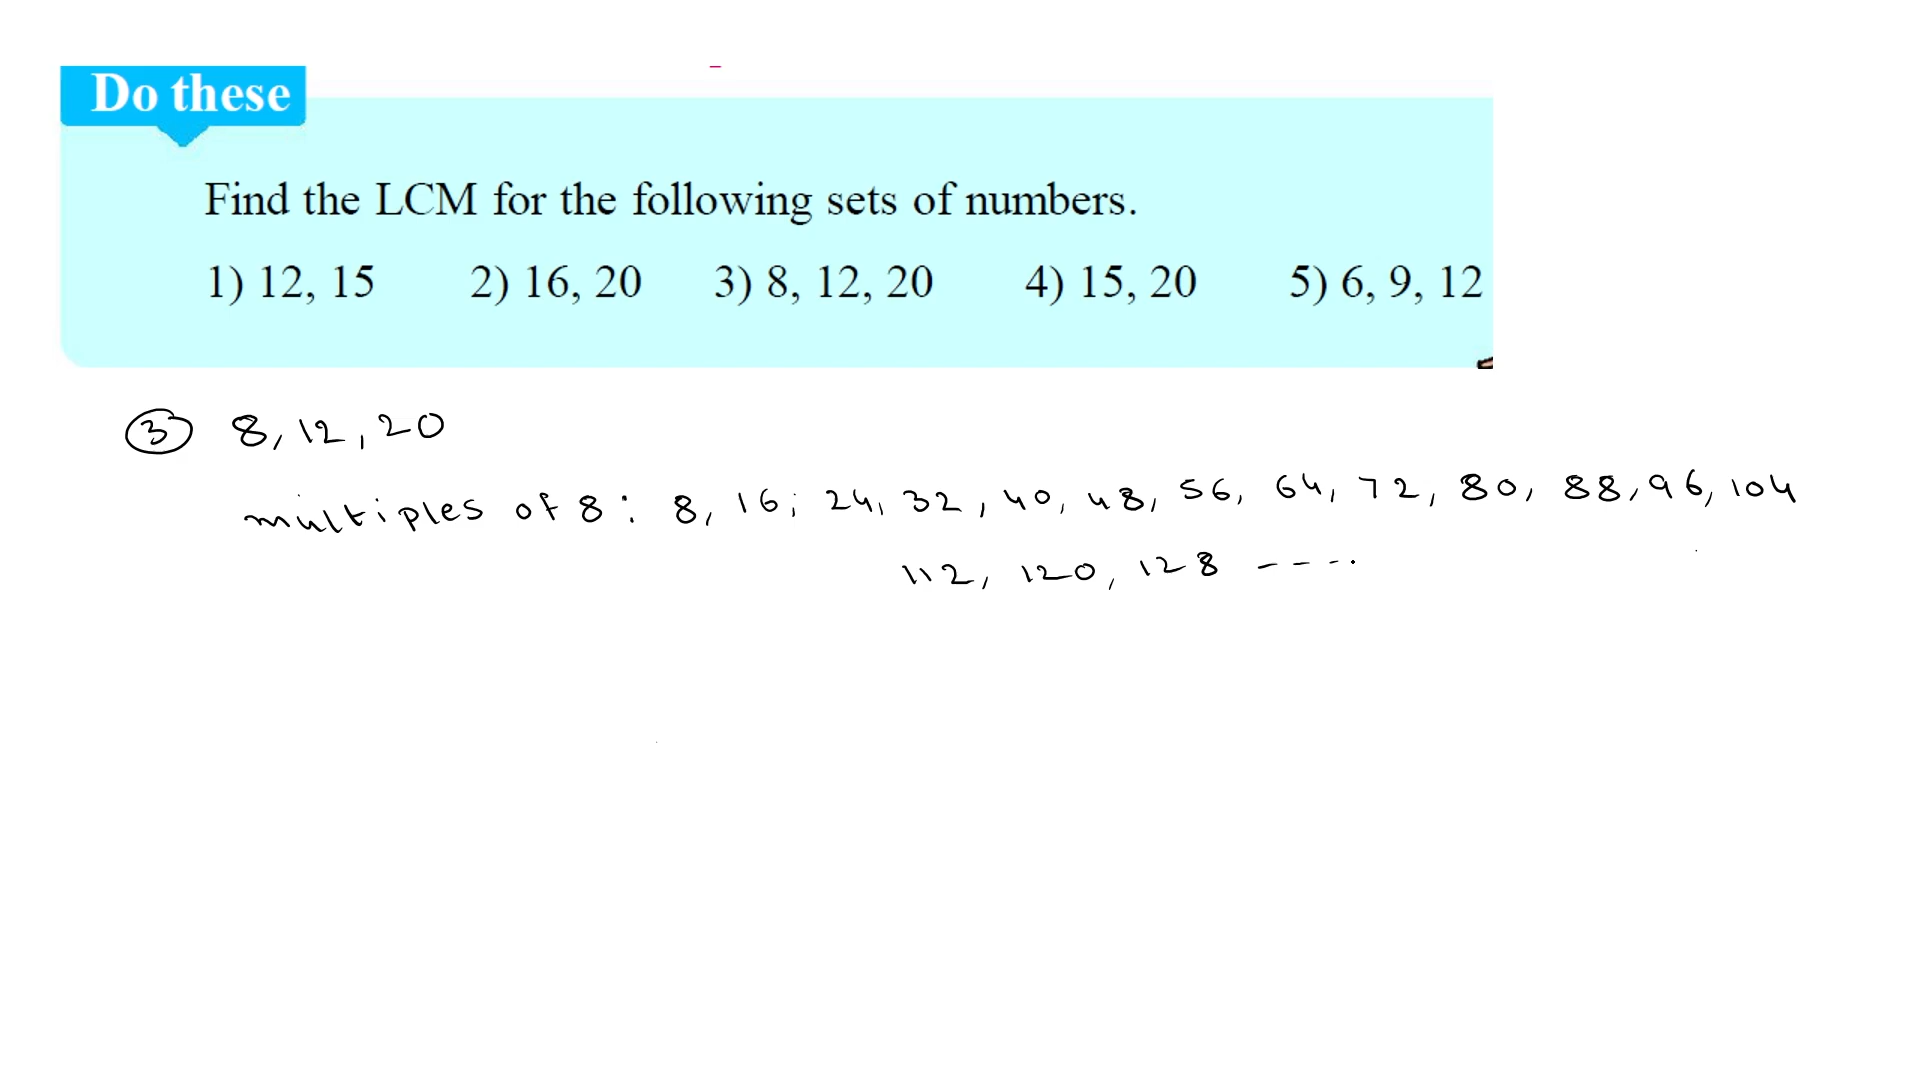 Do these
Find the LCM for the following sets of numbers.
1) 12, 15 2) 16, 20 3) 8, 12, 20 4) 15, 20 5) 6, 9, 12
3 8, 12, 20
multiples of 8 : 8, 16, 24, 32, 40, 48, 56, 64, 72, 80, 88, 96, 104
112, 120, 128 ----.